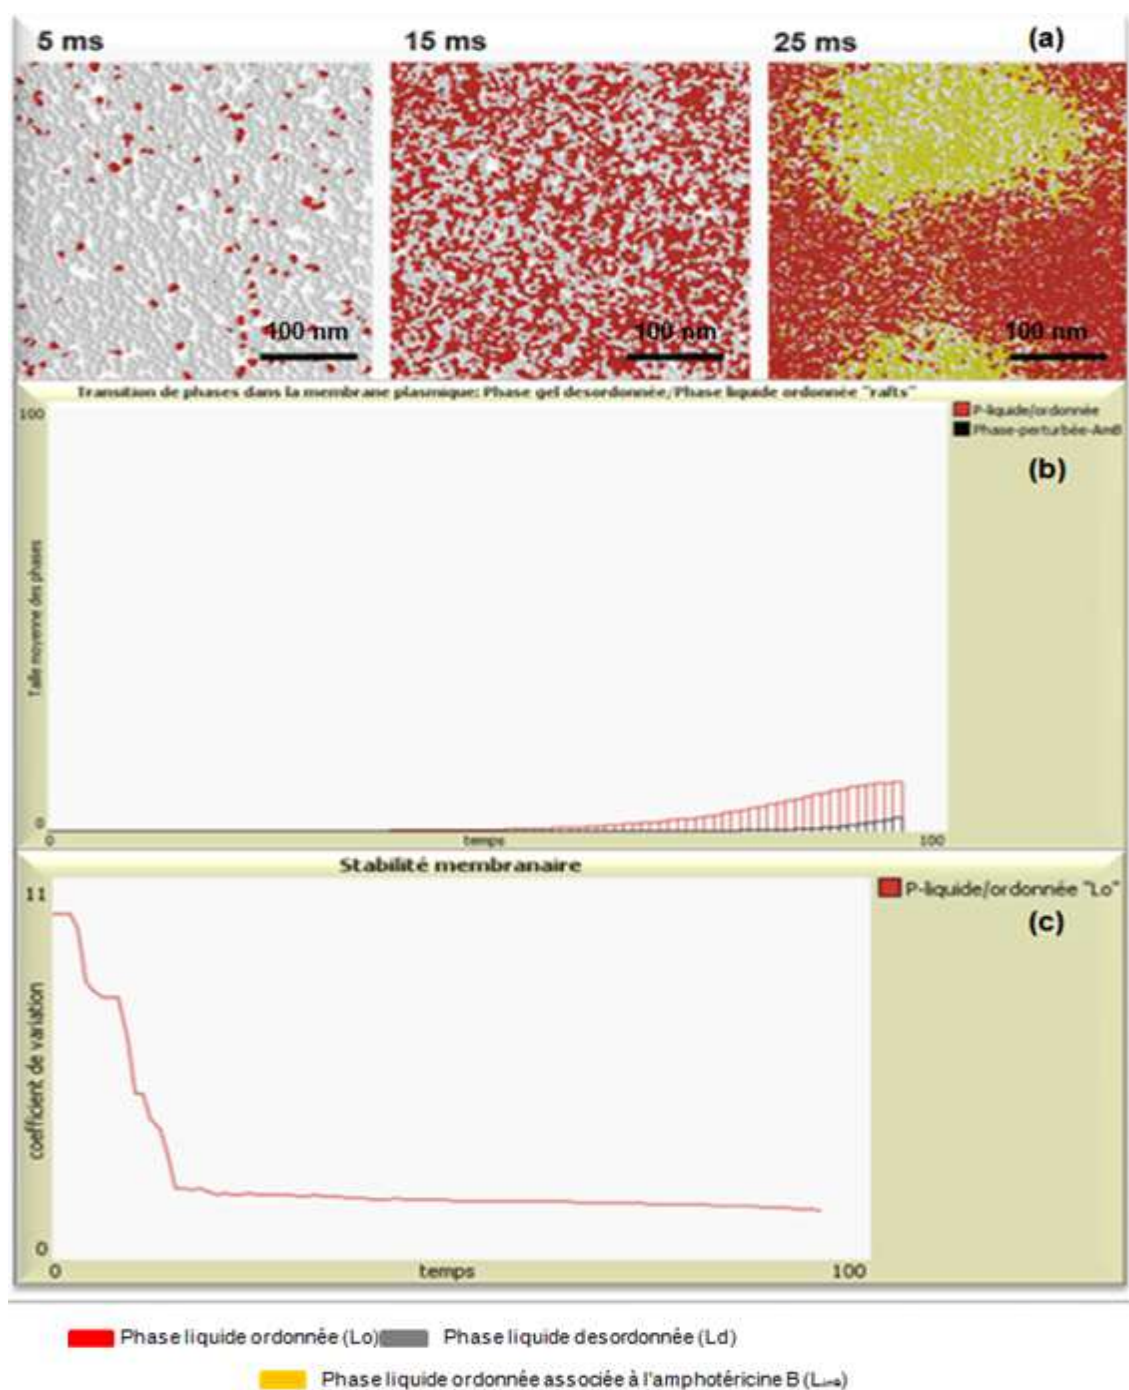 5 ms 15 ms 25 ms (a)
100 nm 100 nm 100 nm
Transition de phases dans la membrane plasmique: Phase gel desordonnée/Phase liquide ordonnée "rafts"
100
P-liquide/ordonnée
Phase-perturbée-AmB
(b)
Taille moyenne des phases
0
0 temps 100
Stabilité membranaire
11
P-liquide/ordonnée "Lo"
(c)
coefficient de variation
0
0 temps 100
Phase liquide ordonnée (Lo) Phase liquide desordonnée (Ld)
Phase liquide ordonnée associée à l'amphotéricine B